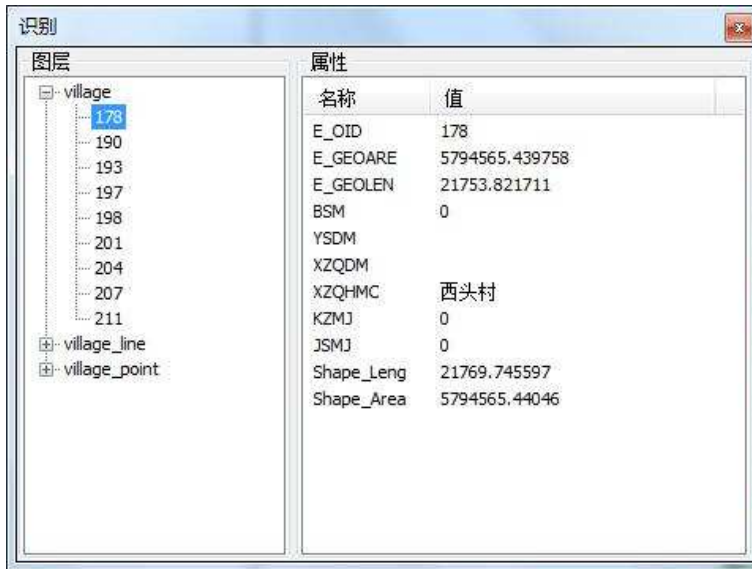 识别
图层
village
178
190
193
197
198
201
204
207
211
village_line
village_point
属性
名称 值
E_OID 178
E_GEOARE 5794565.439758
E_GEOLEN 21753.821711
BSM 0
YSDM
XZQDM
XZQHMC 西头村
KZMJ 0
JSMJ 0
Shape_Leng 21769.745597
Shape_Area 5794565.44046